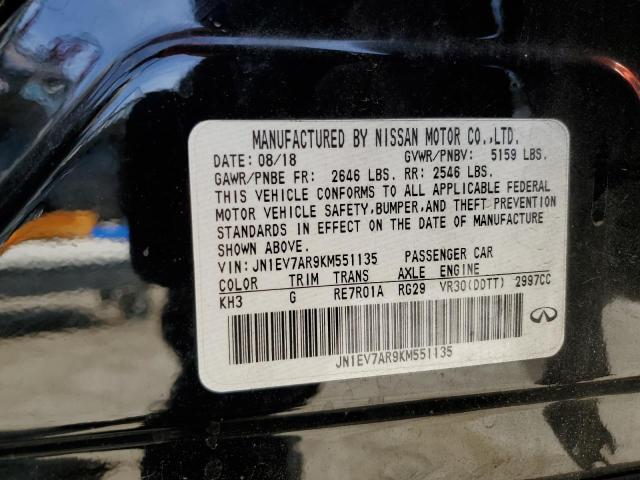 MANUFACTURED BY NISSAN MOTOR CO.,LTD.
DATE: 08/18 GVWR/PNBV: 5159 LBS.
GAWR/PNBE FR: 2646 LBS. RR: 2546 LBS.
THIS VEHICLE CONFORMS TO ALL APPLICABLE FEDERAL
MOTOR VEHICLE SAFETY,BUMPER,AND THEFT PREVENTION
STANDARDS IN EFFECT ON THE DATE OF MANUFACTURE
SHOWN ABOVE.
VIN: JN1EV7AR9KM551135 PASSENGER CAR
COLOR TRIM TRANS AXLE ENGINE
KH3 G RE7R01A RG29 VR30(DDTT) 2997CC
JN1EV7AR9KM551135